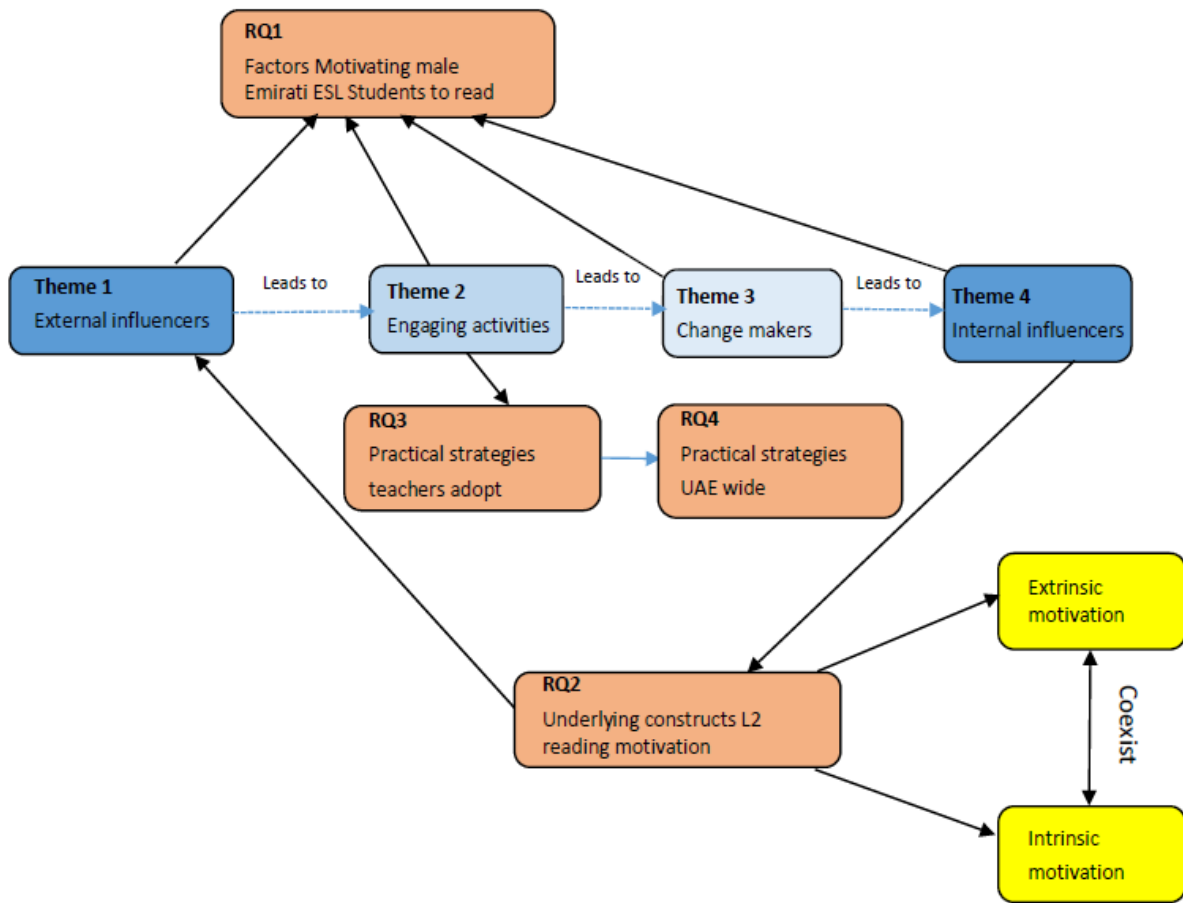 RQ1
Factors Motivating male
Emirati ESL Students to read
Theme 1
External influencers
Leads to
Theme 2
Engaging activities
Leads to
Theme 3
Change makers
Leads to
Theme 4
Internal influencers
RQ3
Practical strategies
teachers adopt
RQ4
Practical strategies
UAE wide
RQ2
Underlying constructs L2
reading motivation
Extrinsic
motivation
Coexist
Intrinsic
motivation